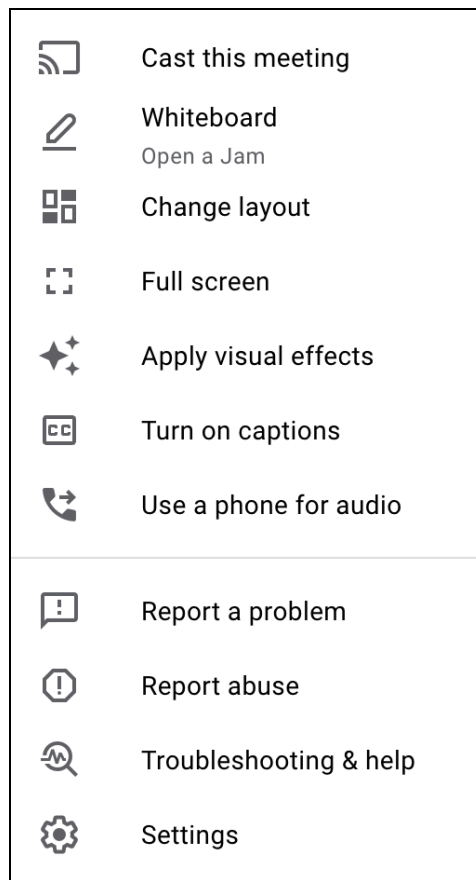 Cast this meeting
Whiteboard
Open a Jam
Change layout
Full screen
Apply visual effects
CC
Turn on captions
Use a phone for audio
Report a problem
Report abuse
Troubleshooting & help
Settings